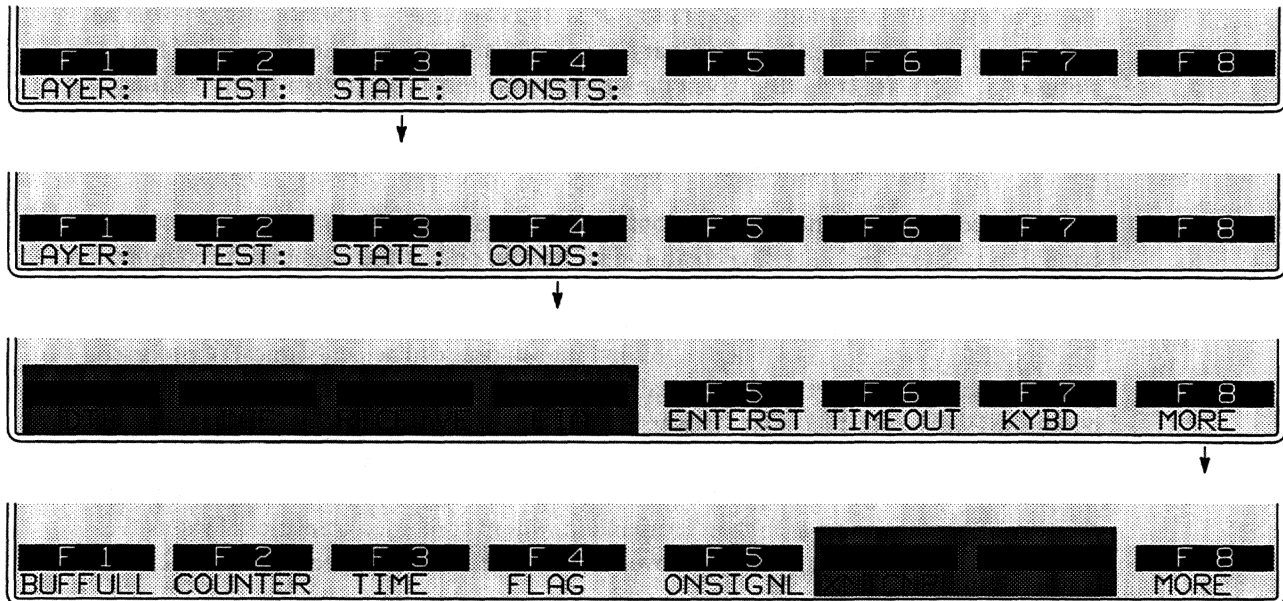 F 1 F 2 F 3 F 4 F 5 F 6 F 7 F 8
LAYER: TEST: STATE: CONSTS:
F 1 F 2 F 3 F 4 F 5 F 6 F 7 F 8
LAYER: TEST: STATE: CONDS:
F 5 F 6 F 7 F 8
ENTERST TIMEOUT KYBD MORE
F 1 F 2 F 3 F 4 F 5 F 8
BUFFULL COUNTER TIME FLAG ONSIGNL MORE